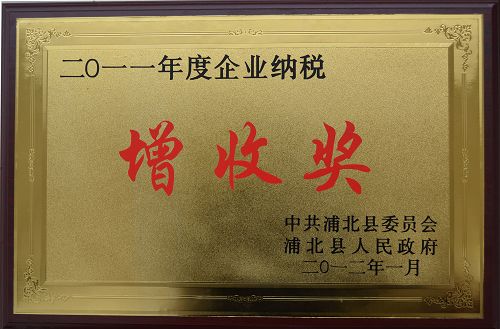 二〇一一年度企业纳税
增收奖
中共浦北县委员会
浦北县人民政府
二〇一二年一月